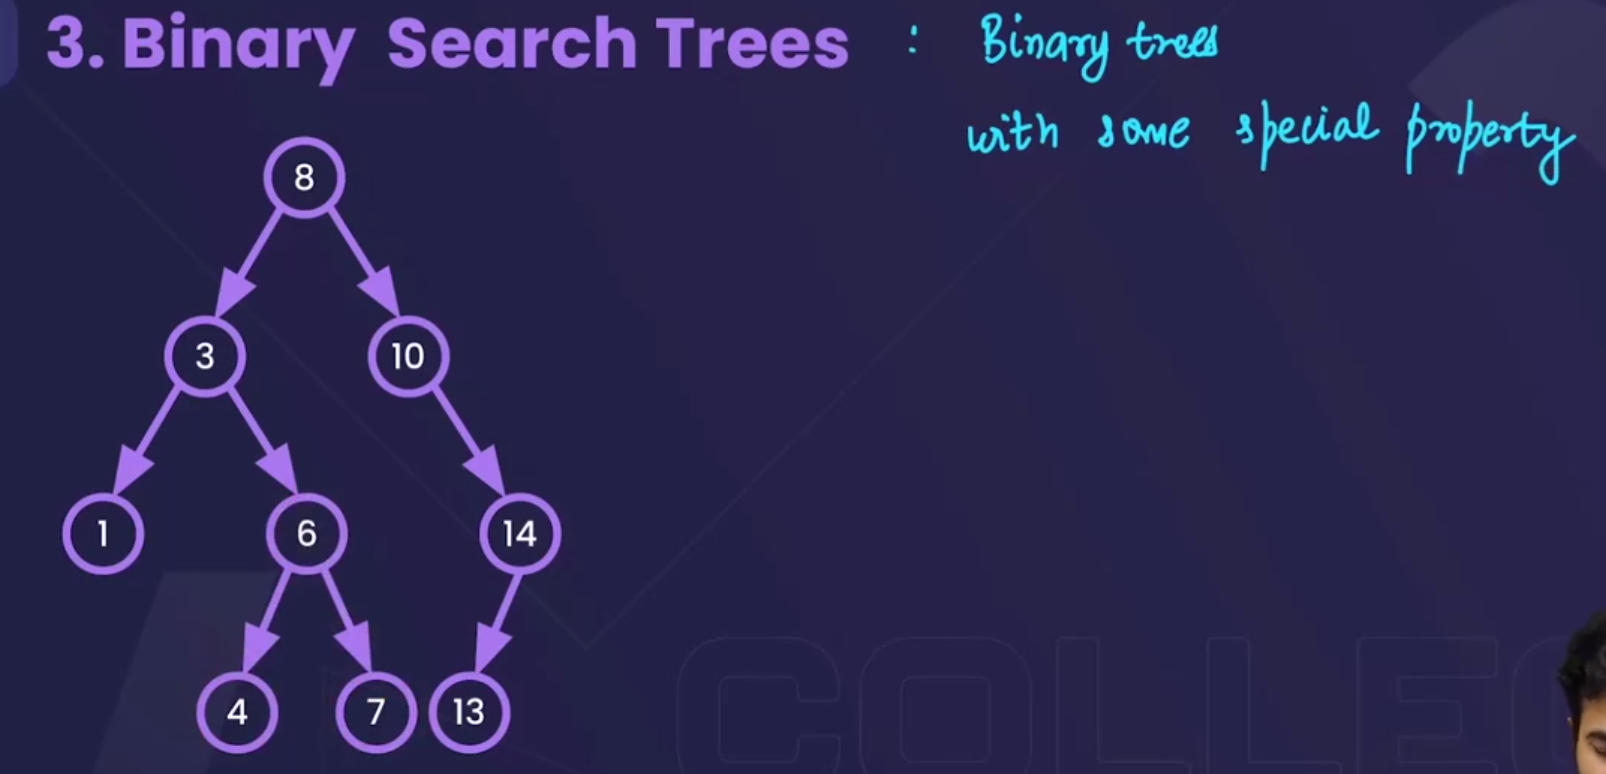 3. Binary Search Trees : Binary trees
with some special property
8
3 10
1 6 14
4 7 13
COLLEG